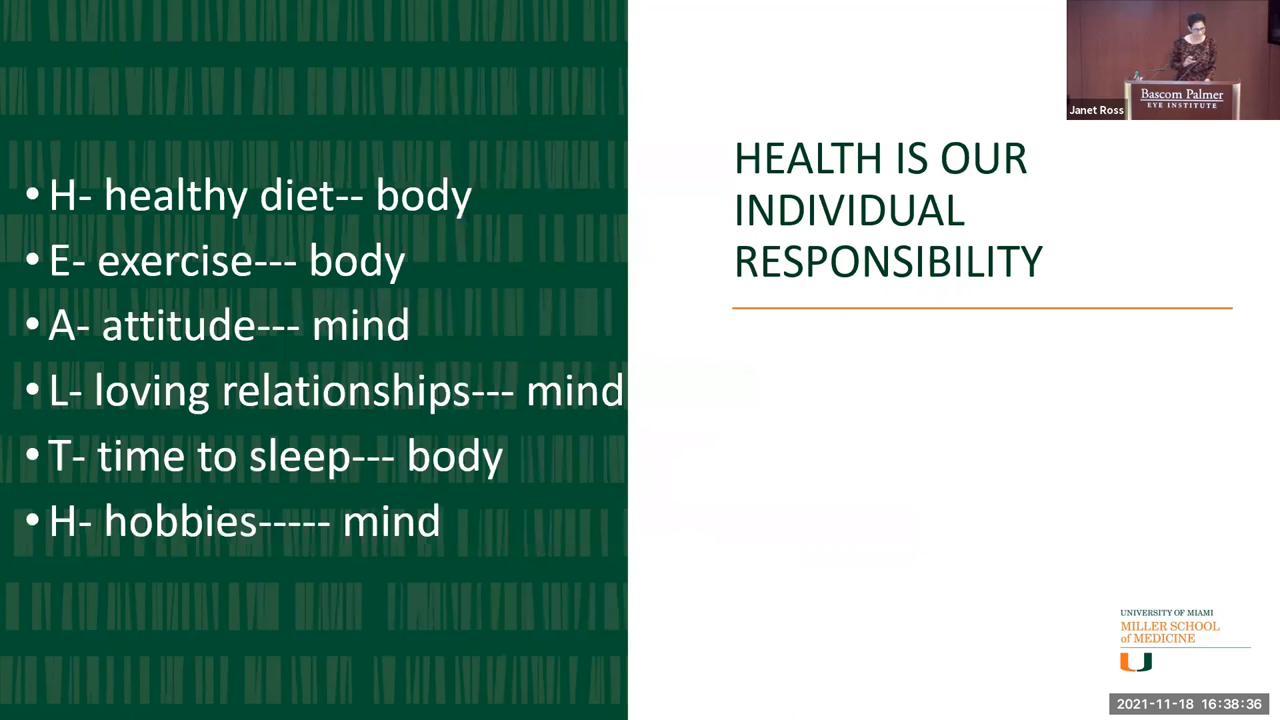 • H- healthy diet-- body
• E- exercise--- body
• A- attitude--- mind
• L- loving relationships--- mind
• T- time to sleep--- body
• H- hobbies----- mind
HEALTH IS OUR
INDIVIDUAL
RESPONSIBILITY
Bascom Palmer
EYE INSTITUTE
Janet Ross
UNIVERSITY OF MIAMI
MILLER SCHOOL
of MEDICINE
2021-11-18 16:38:36